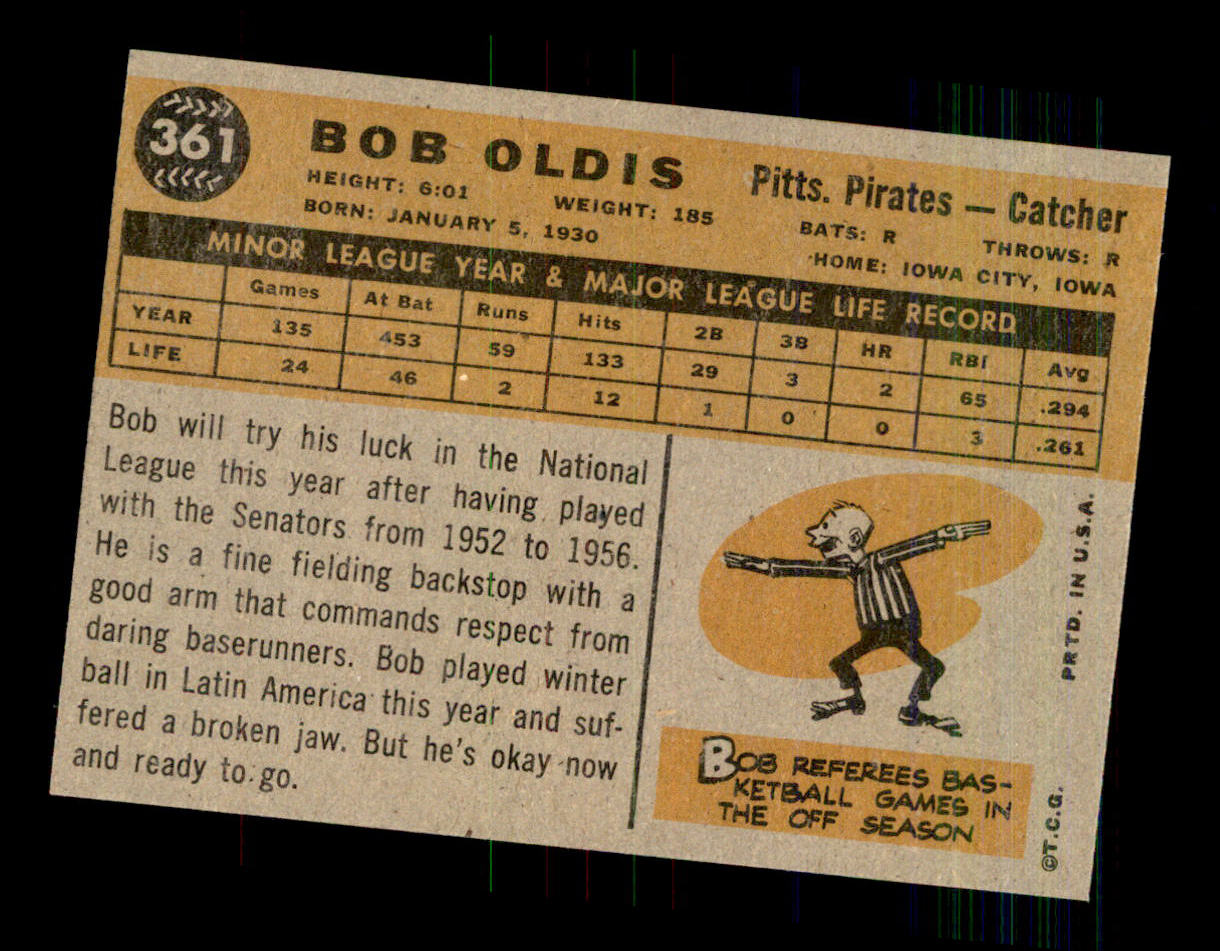 361
BOB OLDIS
Pitts. Pirates — Catcher
HEIGHT: 6:01 WEIGHT: 185 BATS: R THROWS: R
BORN: JANUARY 5, 1930 HOME: IOWA CITY, IOWA
MINOR LEAGUE YEAR & MAJOR LEAGUE LIFE RECORD
Games At Bat Runs Hits 2B 3B HR RBI Avg
YEAR 135 453 59 133 29 3 2 65 .294
LIFE 24 46 2 12 1 0 0 3 .261
Bob will try his luck in the National
League this year after having played
with the Senators from 1952 to 1956.
He is a fine fielding backstop with a
good arm that commands respect from
daring baserunners. Bob played winter
ball in Latin America this year and suf-
fered a broken jaw. But he's okay now
and ready to go.
BOB REFEREES BAS-
KETBALL GAMES IN
THE OFF SEASON
PRTD. IN U.S.A.
©T.C.G.